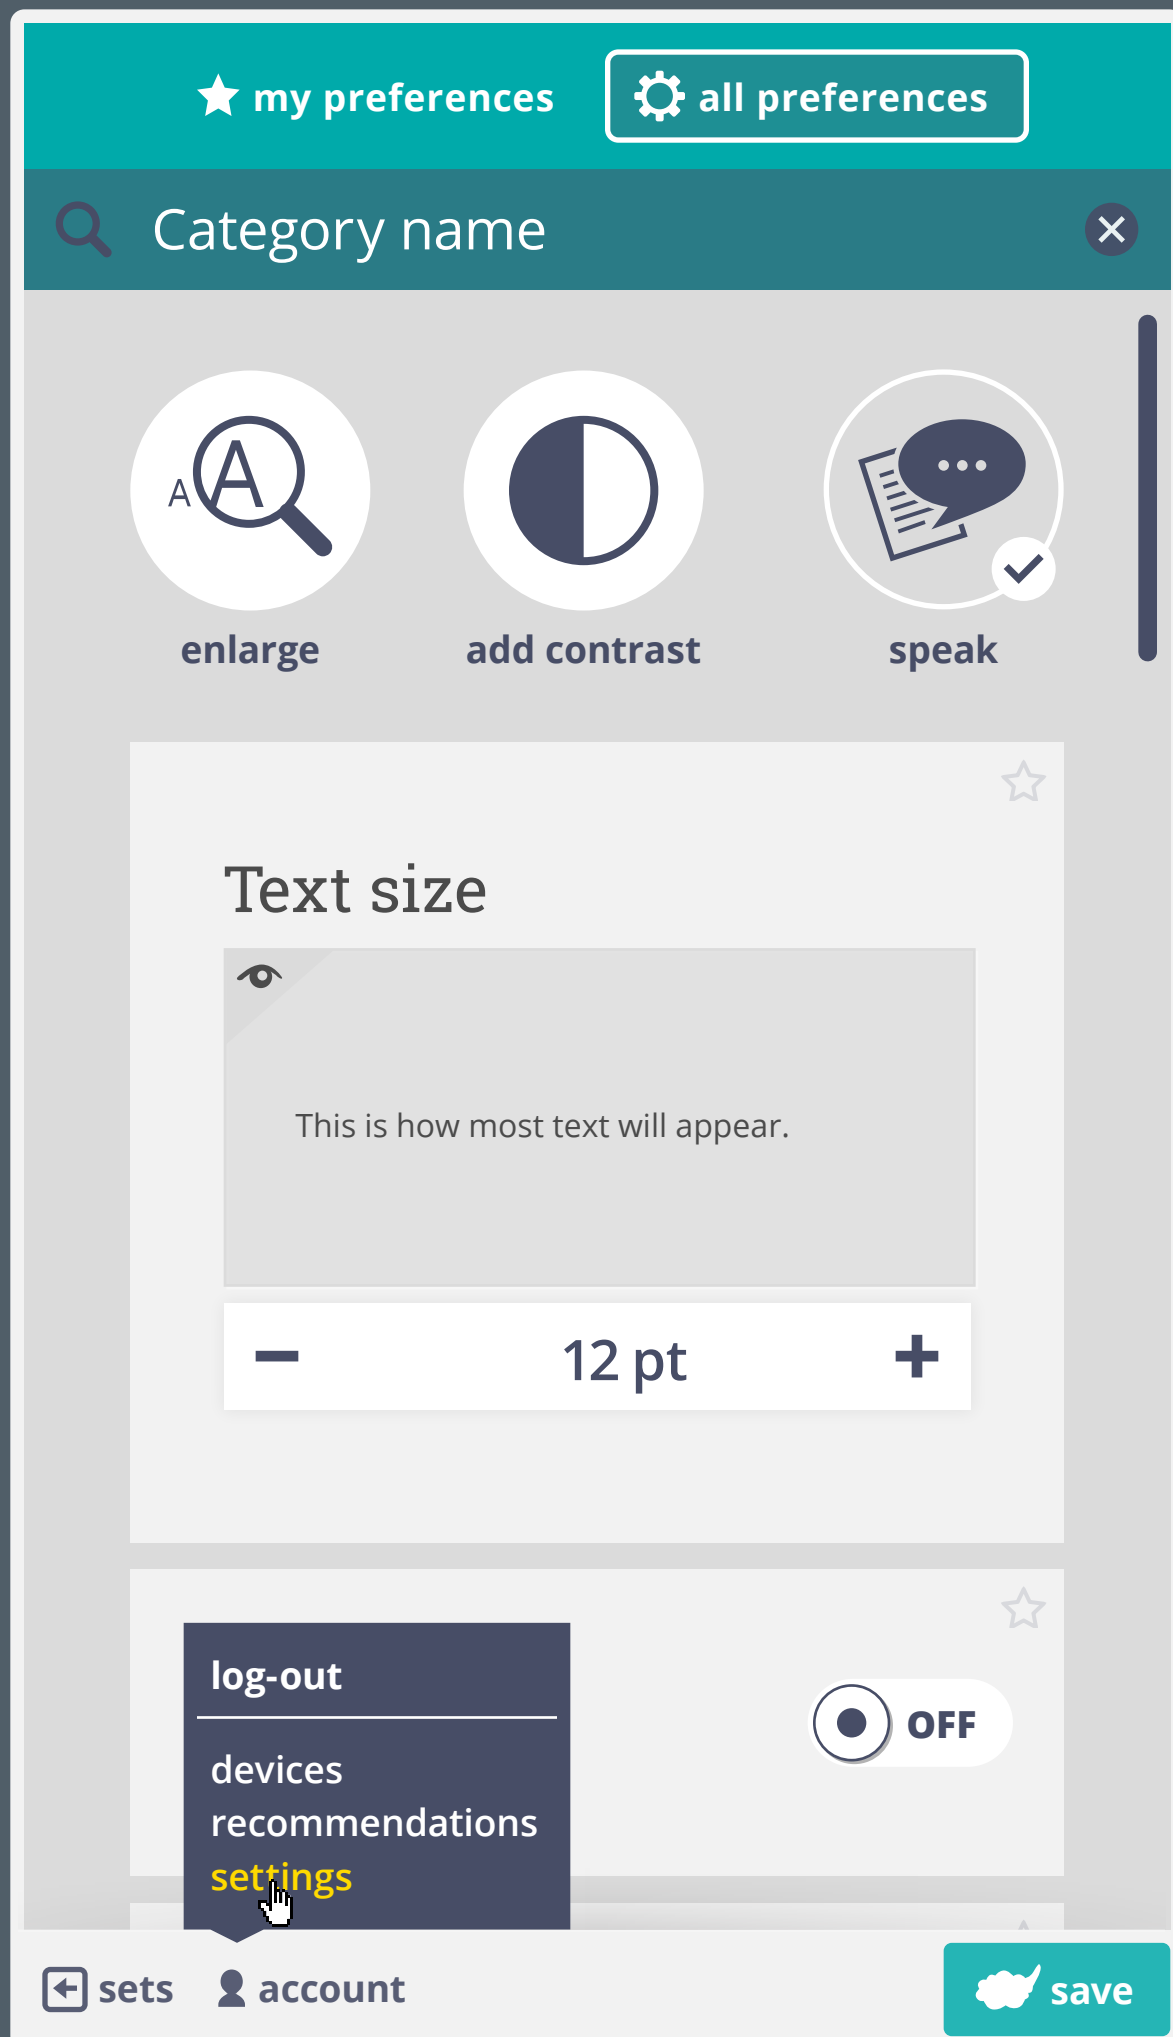 my preferences
all preferences
Category name
A A
enlarge
add contrast
speak
Text size
This is how most text will appear.
12 pt
OFF
log-out
devices
recommendations
settings
sets
account
save